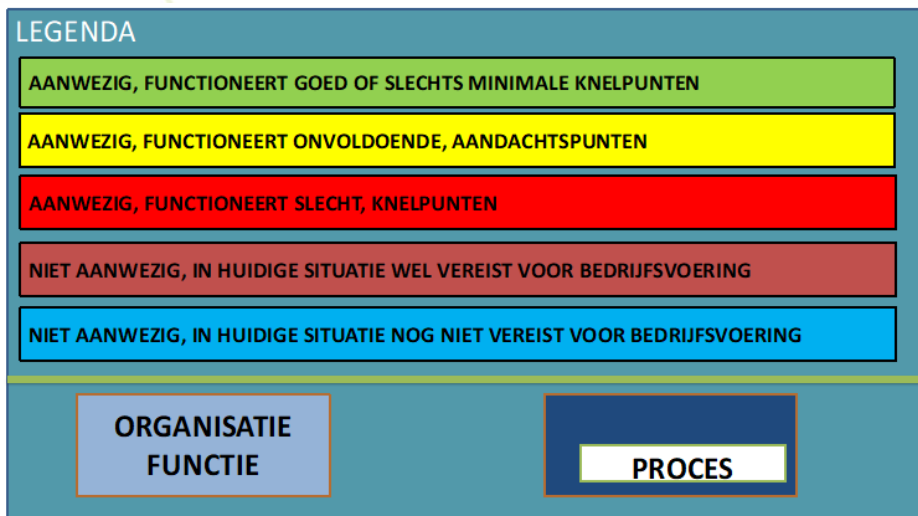 LEGENDA
AANWEZIG, FUNCTIONEERT GOED OF SLECHTS MINIMALE KNELPUNTEN
AANWEZIG, FUNCTIONEERT ONVOLDOENDE, AANDACHTSPUNTEN
AANWEZIG, FUNCTIONEERT SLECHT, KNELPUNTEN
NIET AANWEZIG, IN HUIDIGE SITUATIE WEL VEREIST VOOR BEDRIJFSVOERING
NIET AANWEZIG, IN HUIDIGE SITUATIE NOG NIET VEREIST VOOR BEDRIJFSVOERING
ORGANISATIE
FUNCTIE
PROCES